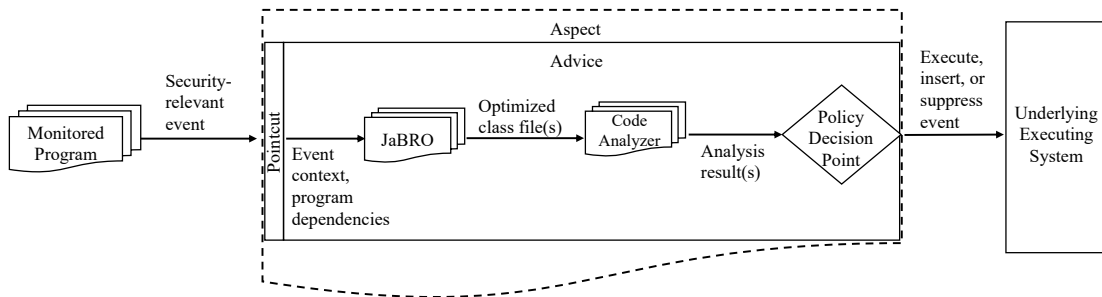 Aspect
Advice
Monitored
Program
Security-
relevant
event
Pointcut
Event
context,
program
dependencies
JaBRO
Optimized
class file(s)
Code
Analyzer
Analysis
result(s)
Policy
Decision
Point
Execute,
insert, or
suppress
event
Underlying
Executing
System